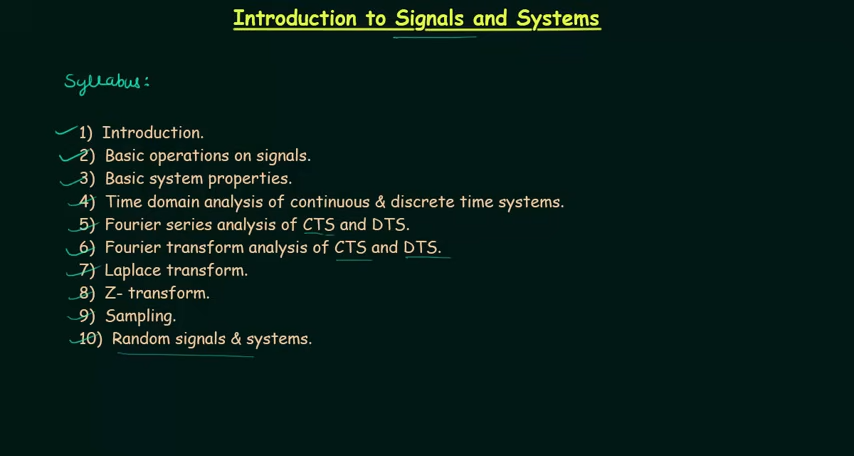 Introduction to Signals and Systems
Syllabus:
1) Introduction.
2) Basic operations on signals.
3) Basic system properties.
4) Time domain analysis of continuous & discrete time systems.
5) Fourier series analysis of CTS and DTS.
6) Fourier transform analysis of CTS and DTS.
7) Laplace transform.
8) Z- transform.
9) Sampling.
10) Random signals & systems.